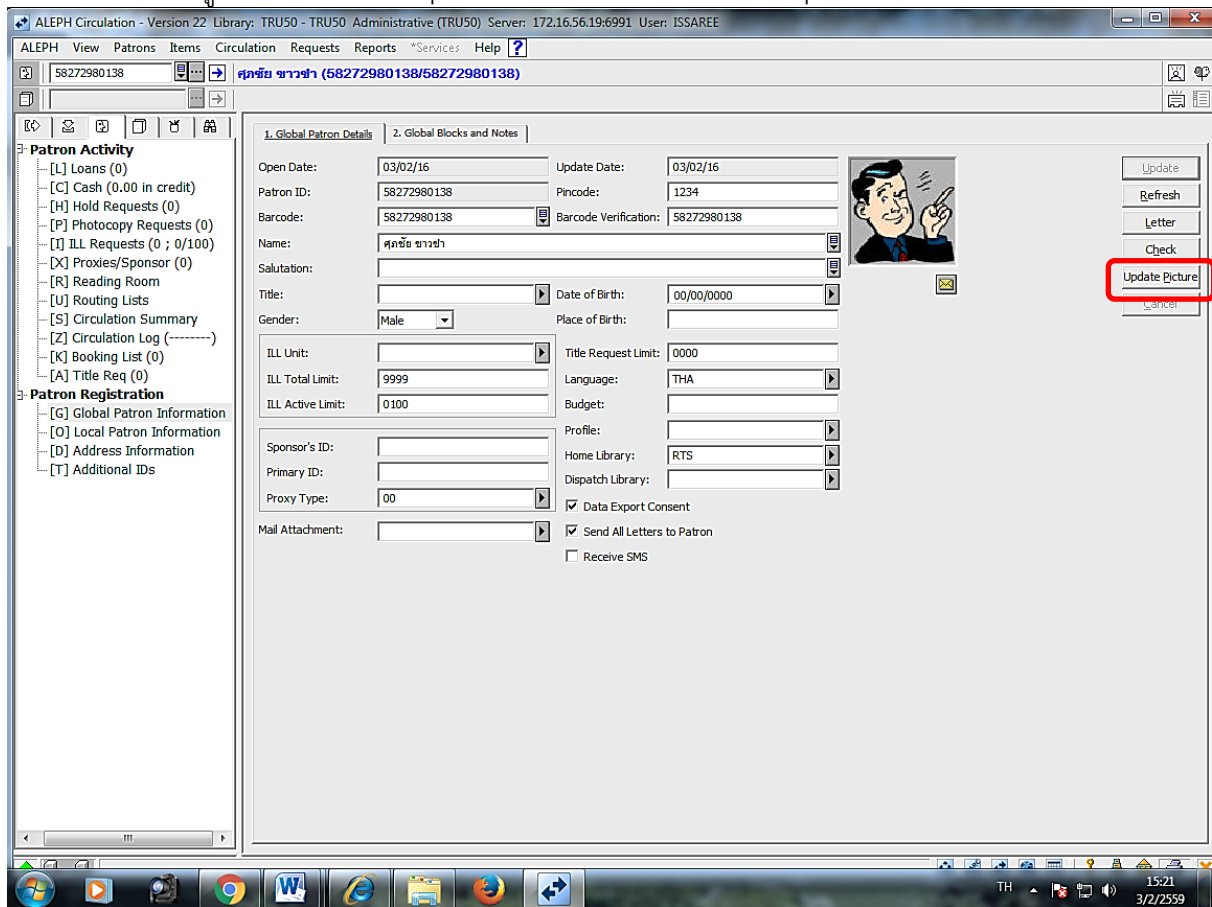 ALEPH Circulation - Version 22 Library: TRU50 - TRU50 Administrative (TRU50) Server: 172.16.56.19:6991 User: ISSAREE
ALEPH View Patrons Items Circulation Requests Reports *Services Help ?
58272980138 ศุภชัย ขาวขำ (58272980138/58272980138)
1. Global Patron Details 2. Global Blocks and Notes
Patron Activity
[L] Loans (0)
[C] Cash (0.00 in credit)
[H] Hold Requests (0)
[P] Photocopy Requests (0)
[I] ILL Requests (0 ; 0/100)
[X] Proxies/Sponsor (0)
[R] Reading Room
[U] Routing Lists
[S] Circulation Summary
[Z] Circulation Log (--------)
[K] Booking List (0)
[A] Title Req (0)
Patron Registration
[G] Global Patron Information
[O] Local Patron Information
[D] Address Information
[T] Additional IDs
Open Date: 03/02/16 Update Date: 03/02/16
Patron ID: 58272980138 Pincode: 1234
Barcode: 58272980138 Barcode Verification: 58272980138
Name: ศุภชัย ขาวขำ
Salutation:
Title: Date of Birth: 00/00/0000
Gender: Male Place of Birth:
ILL Unit: Title Request Limit: 0000
ILL Total Limit: 9999 Language: THA
ILL Active Limit: 0100 Budget:
Profile:
Sponsor's ID: Home Library: RTS
Primary ID: Dispatch Library:
Proxy Type: 00 Data Export Consent
Mail Attachment: Send All Letters to Patron
Receive SMS
Update
Refresh
Letter
Check
Update Picture
Cancel
TH 15:21
3/2/2559